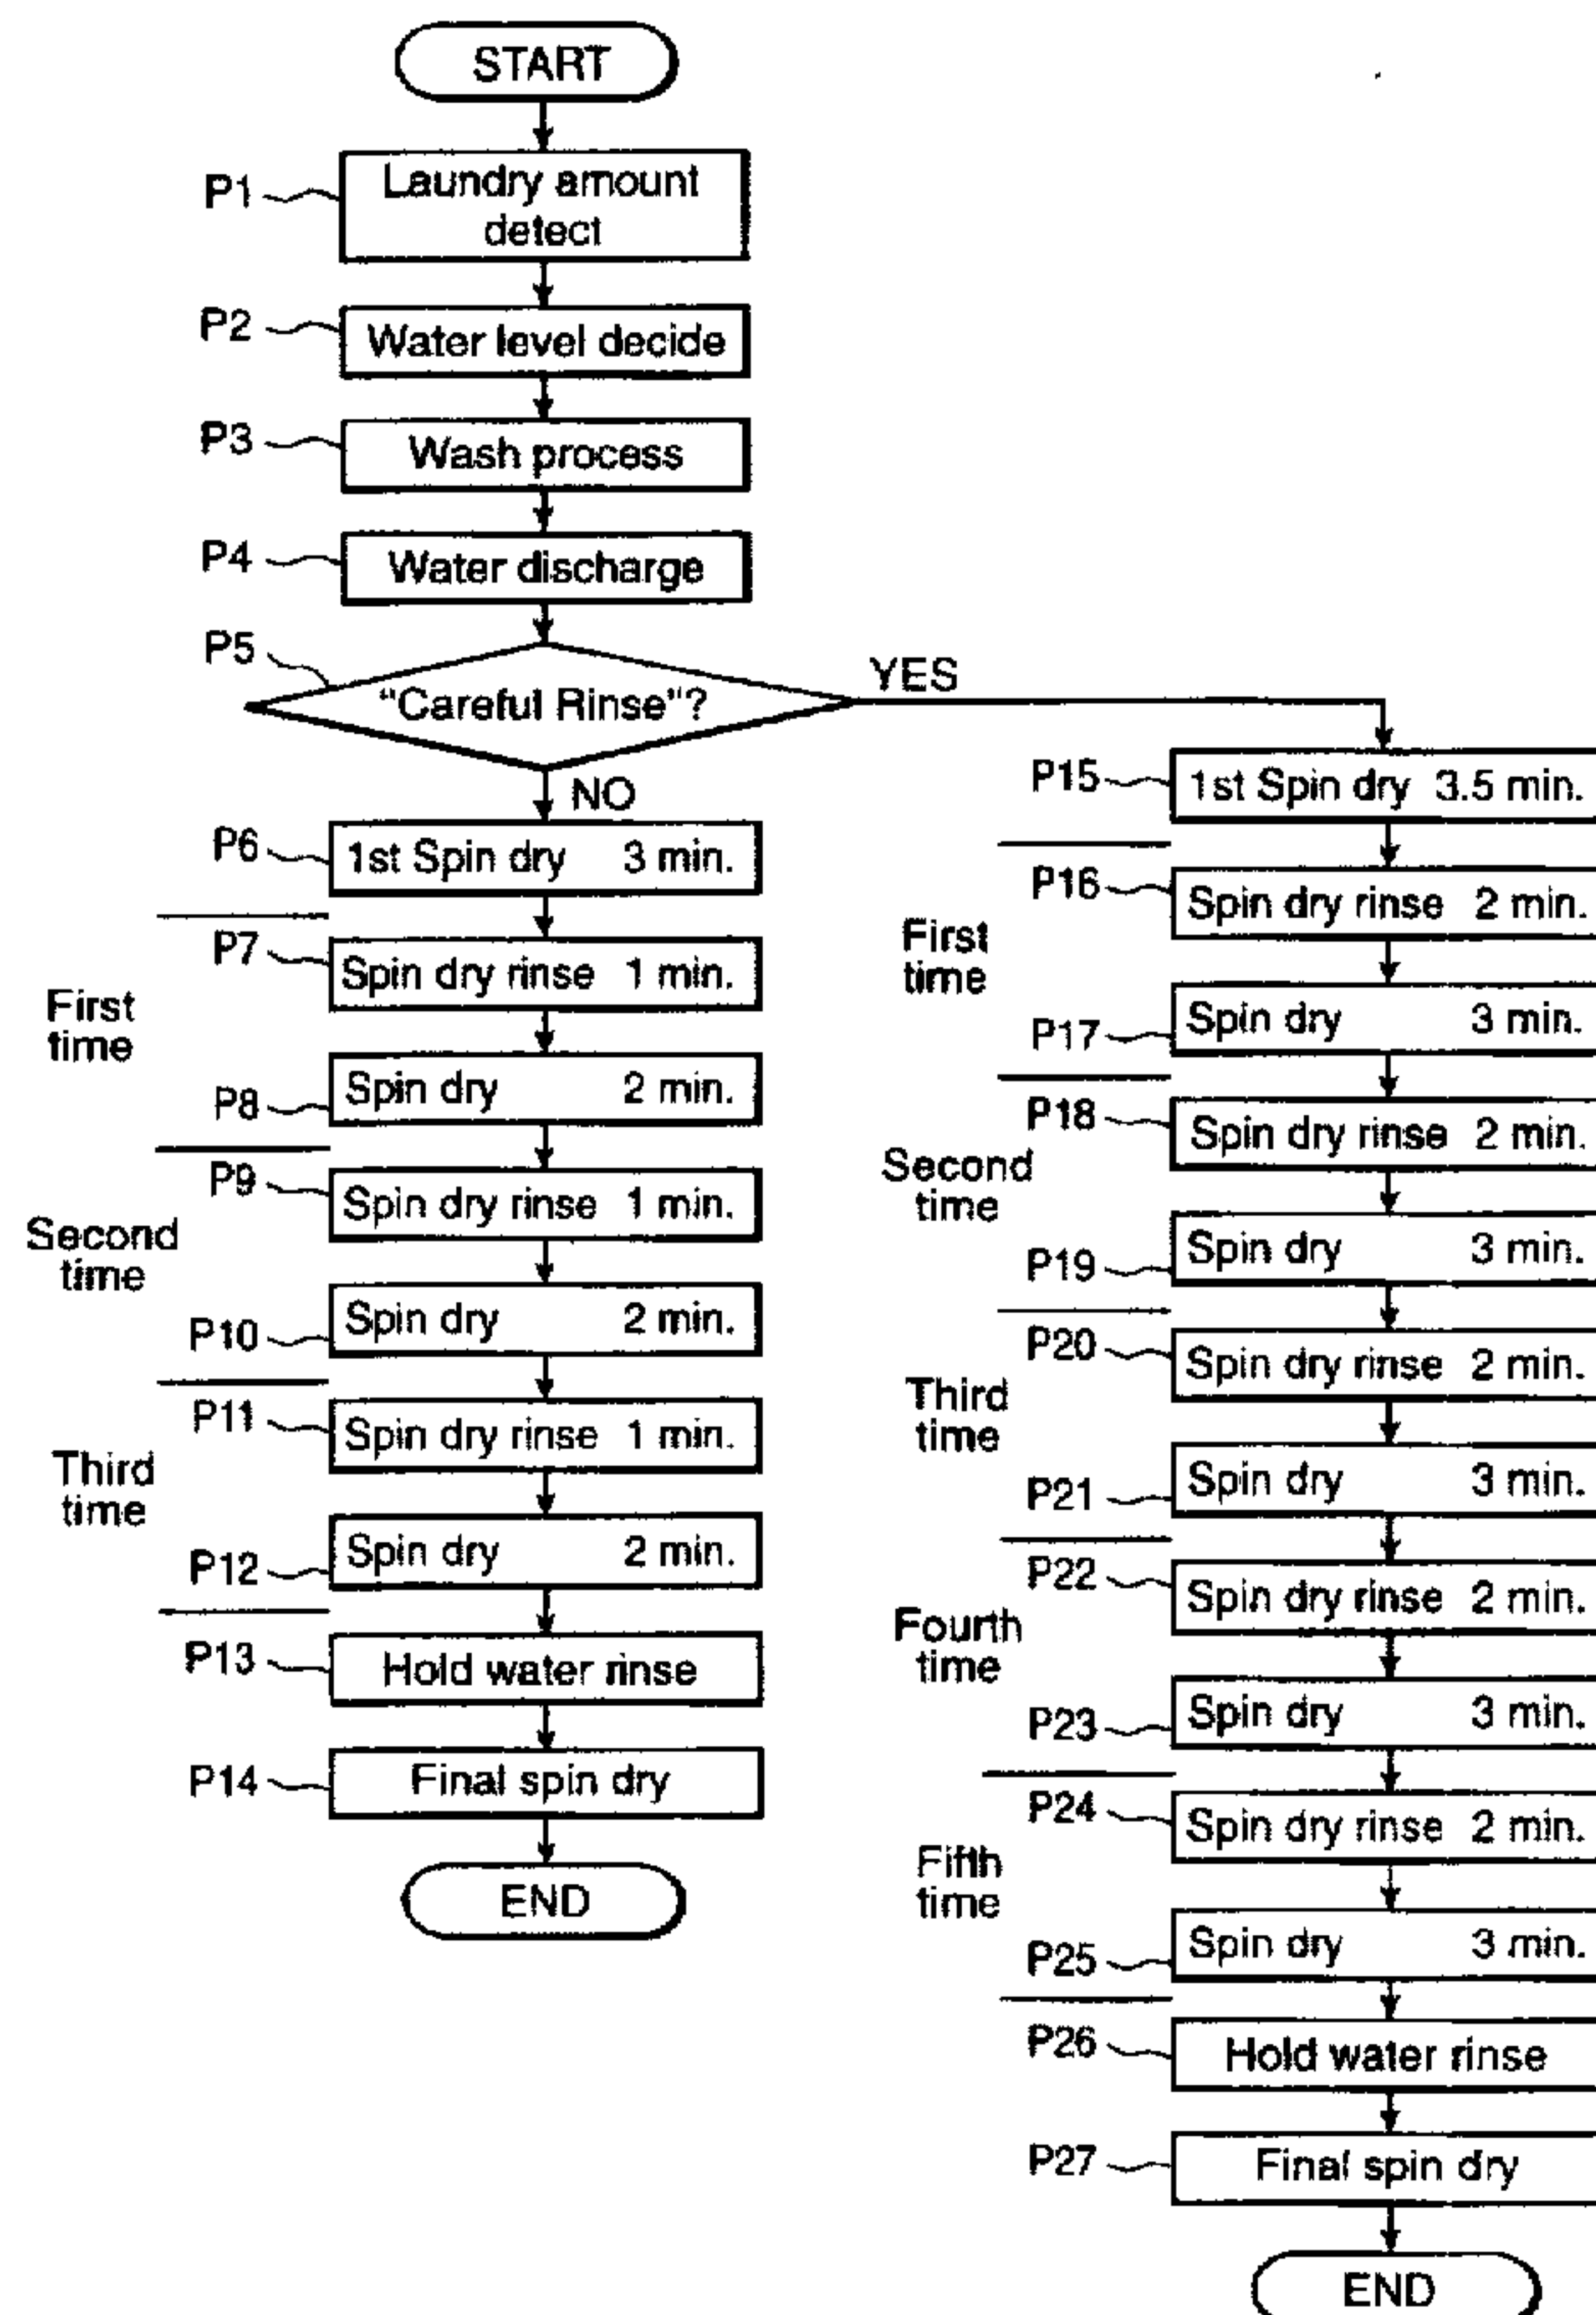 START
P1
Laundry amount
detect
P2
Water level decide
P3
Wash process
P4
Water discharge
P5
"Careful Rinse"?
YES
NO
P6
1st Spin dry 3 min.
First
time
P7
Spin dry rinse 1 min.
P8
Spin dry 2 min.
Second
time
P9
Spin dry rinse 1 min.
P10
Spin dry 2 min.
Third
time
P11
Spin dry rinse 1 min.
P12
Spin dry 2 min.
P13
Hold water rinse
P14
Final spin dry
END
P15
1st Spin dry 3.5 min.
First
time
P16
Spin dry rinse 2 min.
P17
Spin dry 3 min.
Second
time
P18
Spin dry rinse 2 min.
P19
Spin dry 3 min.
Third
time
P20
Spin dry rinse 2 min.
P21
Spin dry 3 min.
Fourth
time
P22
Spin dry rinse 2 min.
P23
Spin dry 3 min.
Fifth
time
P24
Spin dry rinse 2 min.
P25
Spin dry 3 min.
P26
Hold water rinse
P27
Final spin dry
END